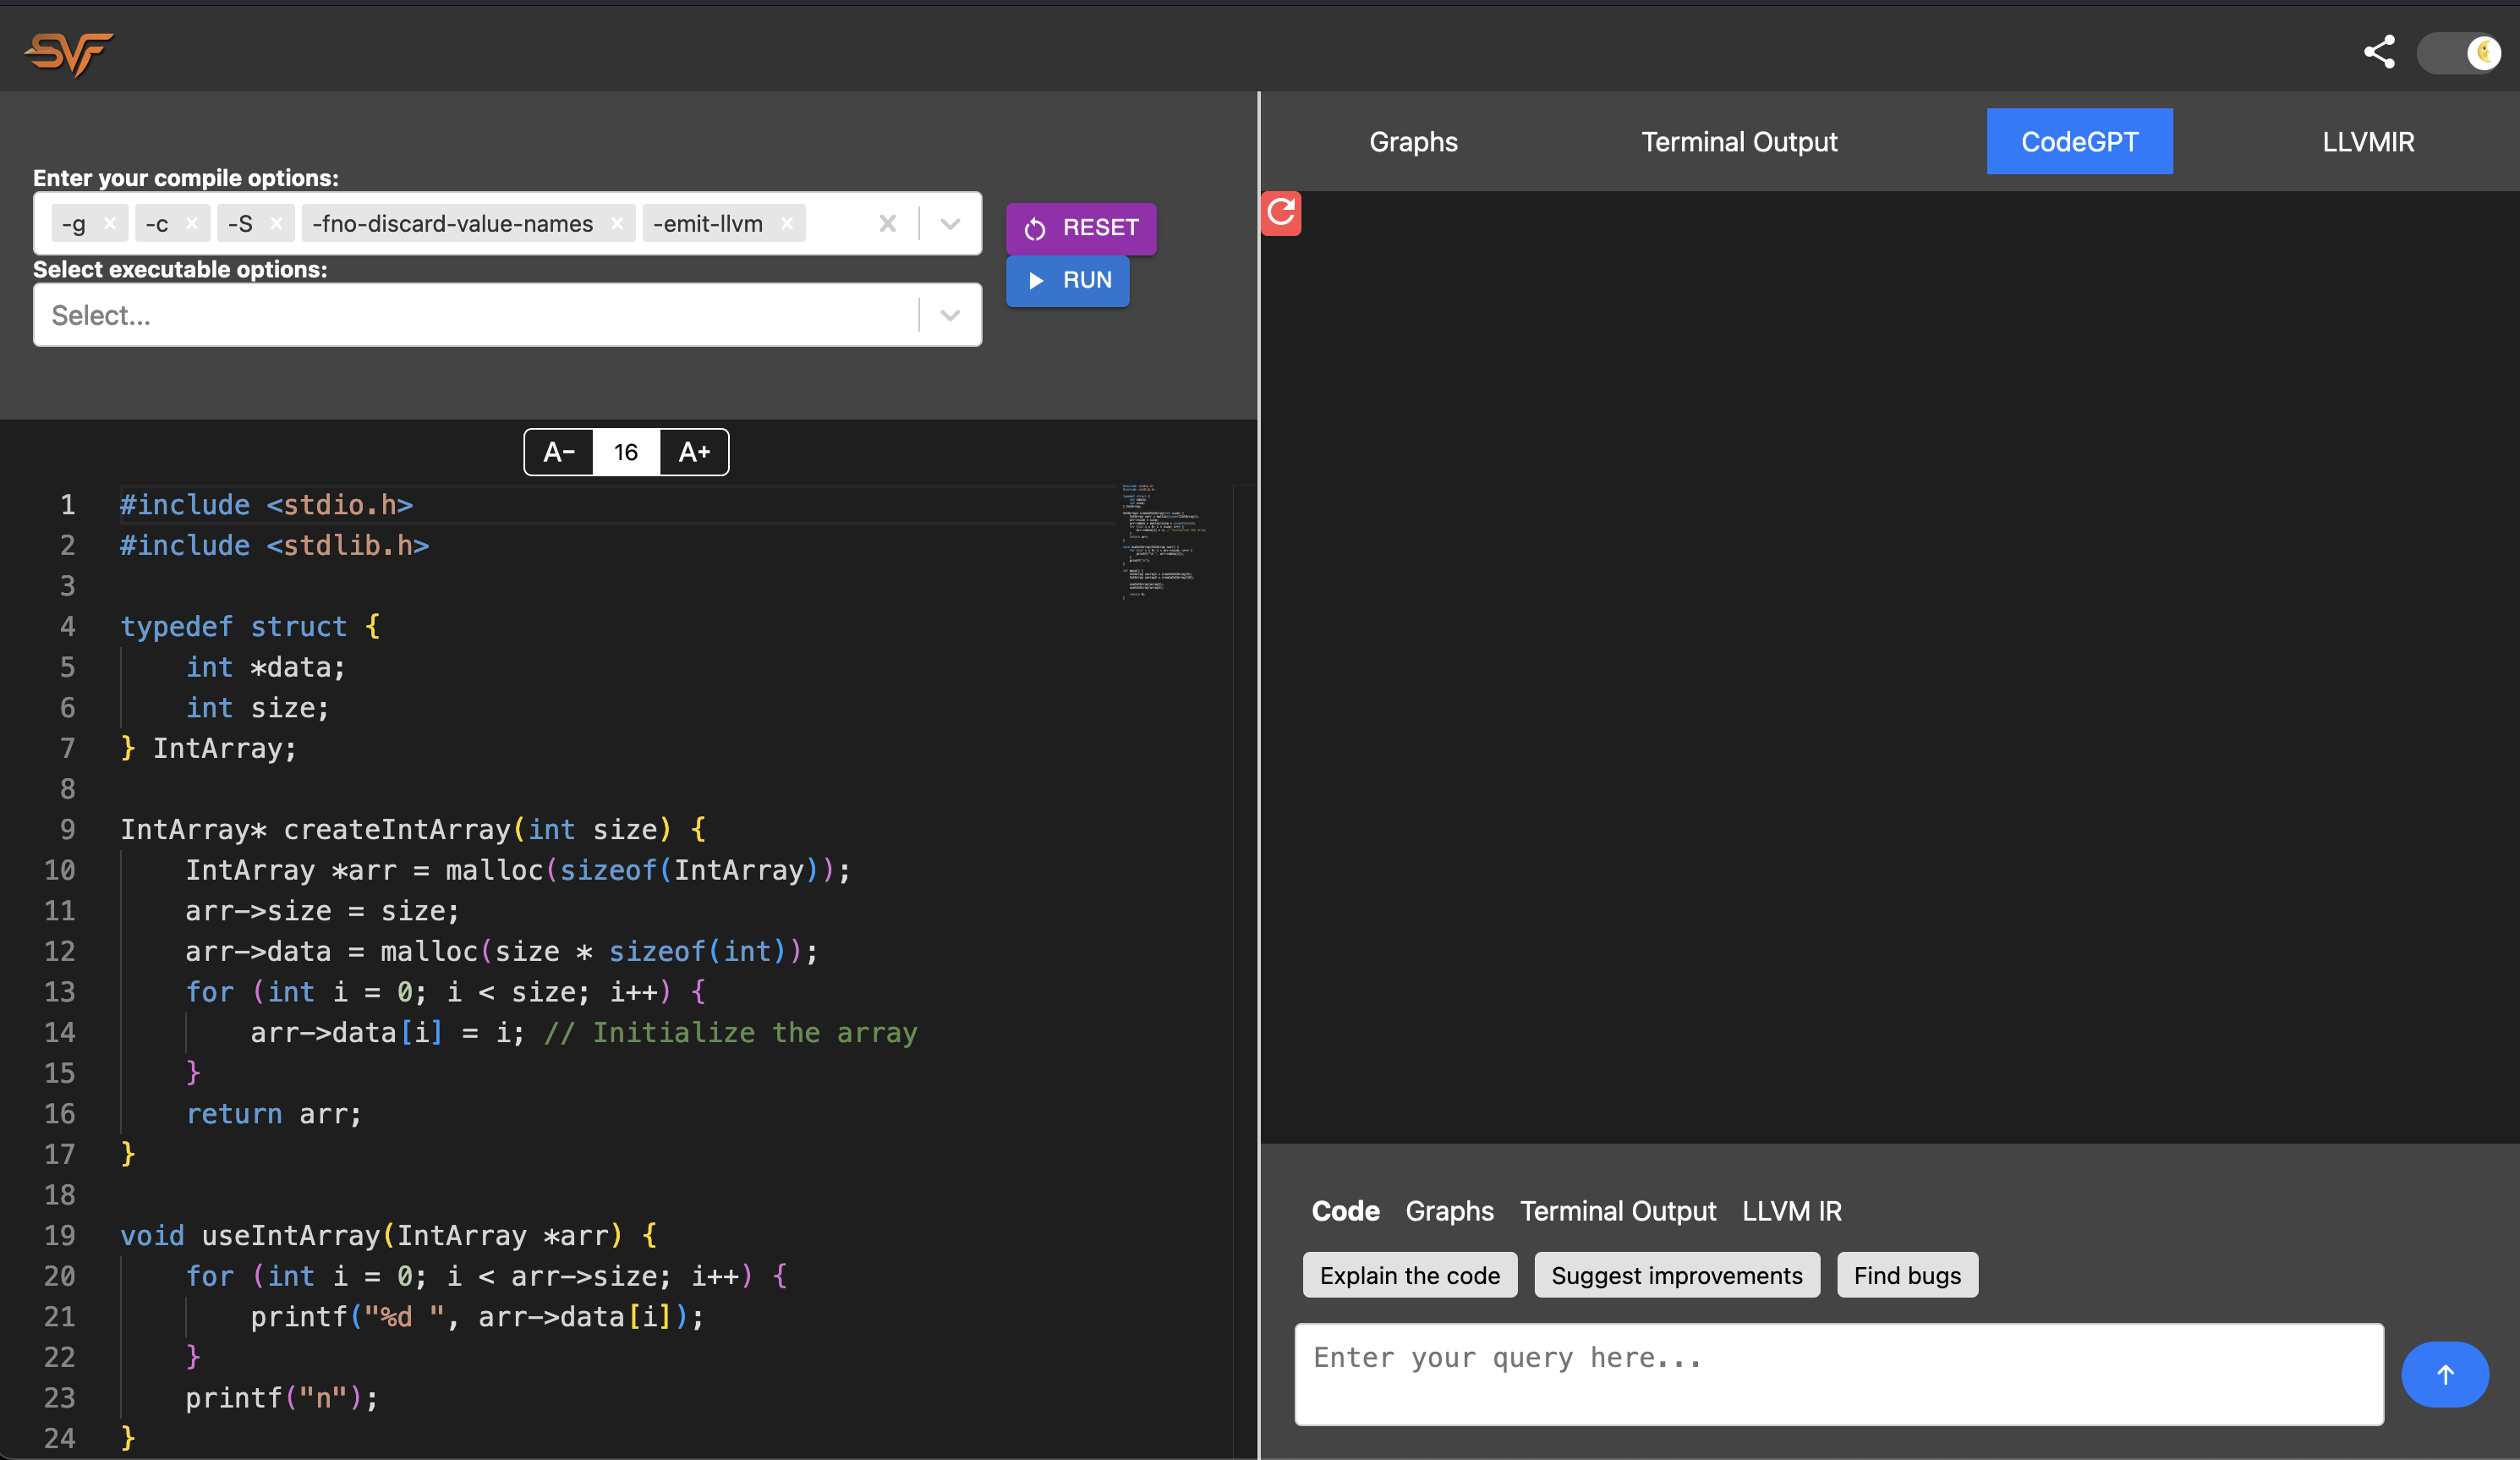 SVF
Enter your compile options:
-g -c -S -fno-discard-value-names -emit-llvm
RESET
Select executable options:
RUN
Select...
A- 16 A+
1 #include <stdio.h>
2 #include <stdlib.h>
3
4 typedef struct {
5     int *data;
6     int size;
7 } IntArray;
8
9 IntArray* createIntArray(int size) {
10     IntArray *arr = malloc(sizeof(IntArray));
11     arr->size = size;
12     arr->data = malloc(size * sizeof(int));
13     for (int i = 0; i < size; i++) {
14         arr->data[i] = i; // Initialize the array
15     }
16     return arr;
17 }
18
19 void useIntArray(IntArray *arr) {
20     for (int i = 0; i < arr->size; i++) {
21         printf("%d ", arr->data[i]);
22     }
23     printf("n");
24 }
Graphs Terminal Output CodeGPT LLVMIR
Code Graphs Terminal Output LLVM IR
Explain the code Suggest improvements Find bugs
Enter your query here...